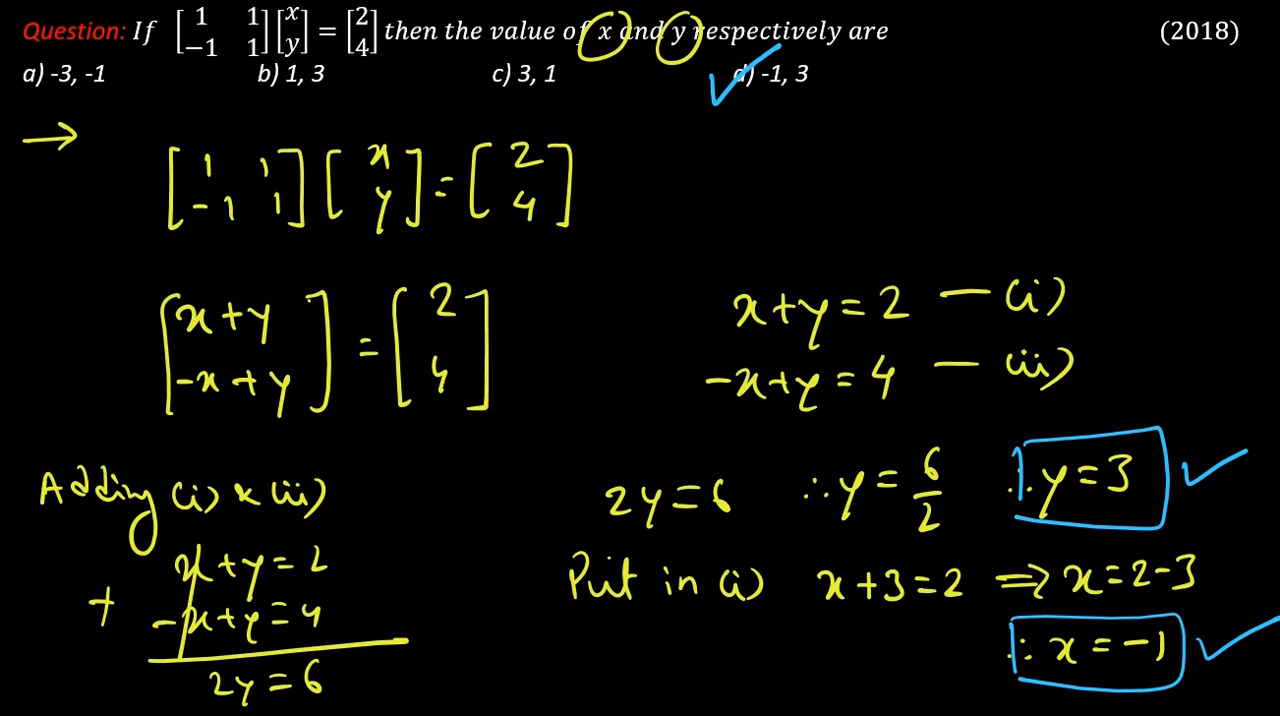 Question: If [1 1 -1 1][x y] = [2 4] then the value of x and y respectively are (2018)
a) -3, -1 b) 1, 3 c) 3, 1 d) -1, 3
→ [1 1 -1 1][x y] = [2 4]
[x+y -x+y] = [2 4]
x+y = 2 — (i)
-x+y = 4 — (ii)
Adding (i) & (ii)
x+y = 2
+ -x+y = 4
2y = 6
2y = 6 ∴ y = 6/2 ∴ y = 3
Put in (i) x+3 = 2 ⇒ x = 2-3
∴ x = -1